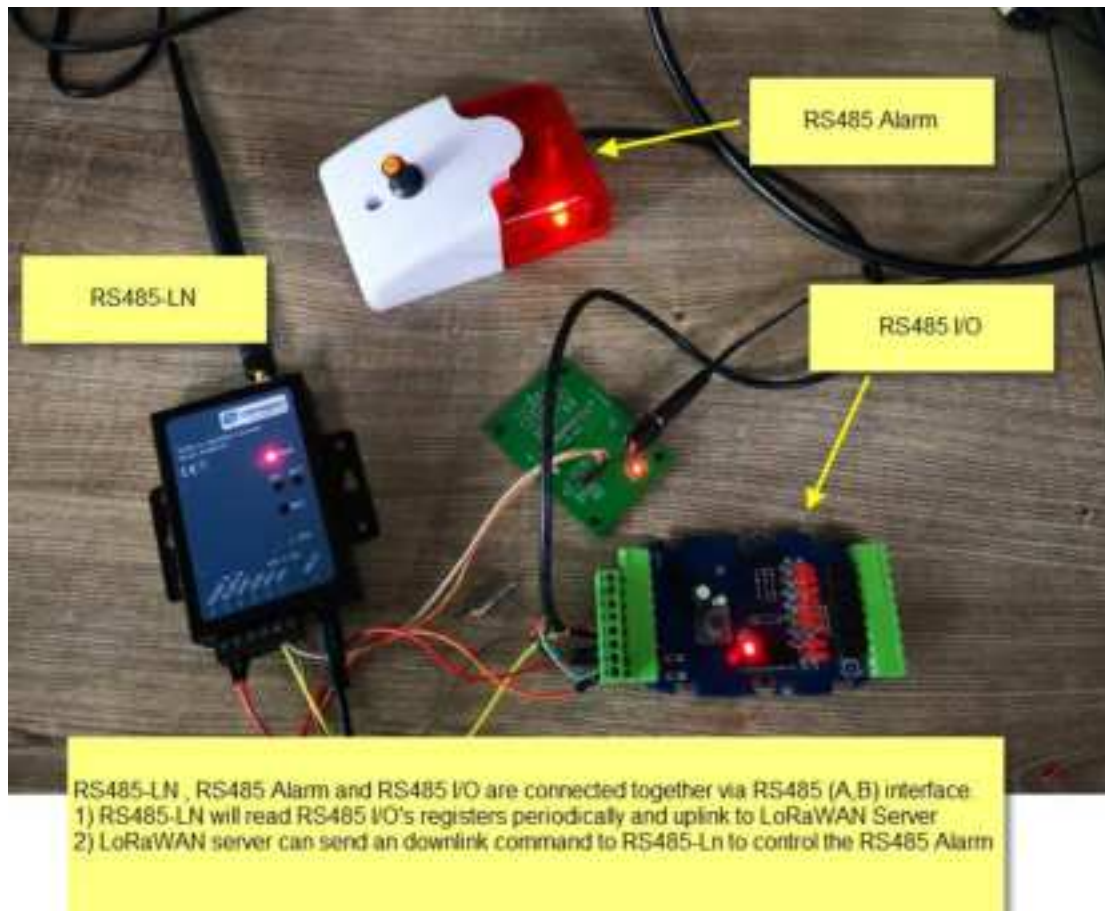 RS485 Alarm
RS485-LN
RS485 I/O
RS485-LN , RS485 Alarm and RS485 I/O are connected together via RS485 (A,B) interface.
1) RS485-LN will read RS485 I/O's registers periodically and uplink to LoRaWAN Server
2) LoRaWAN server can send an downlink command to RS485-Ln to control the RS485 Alarm